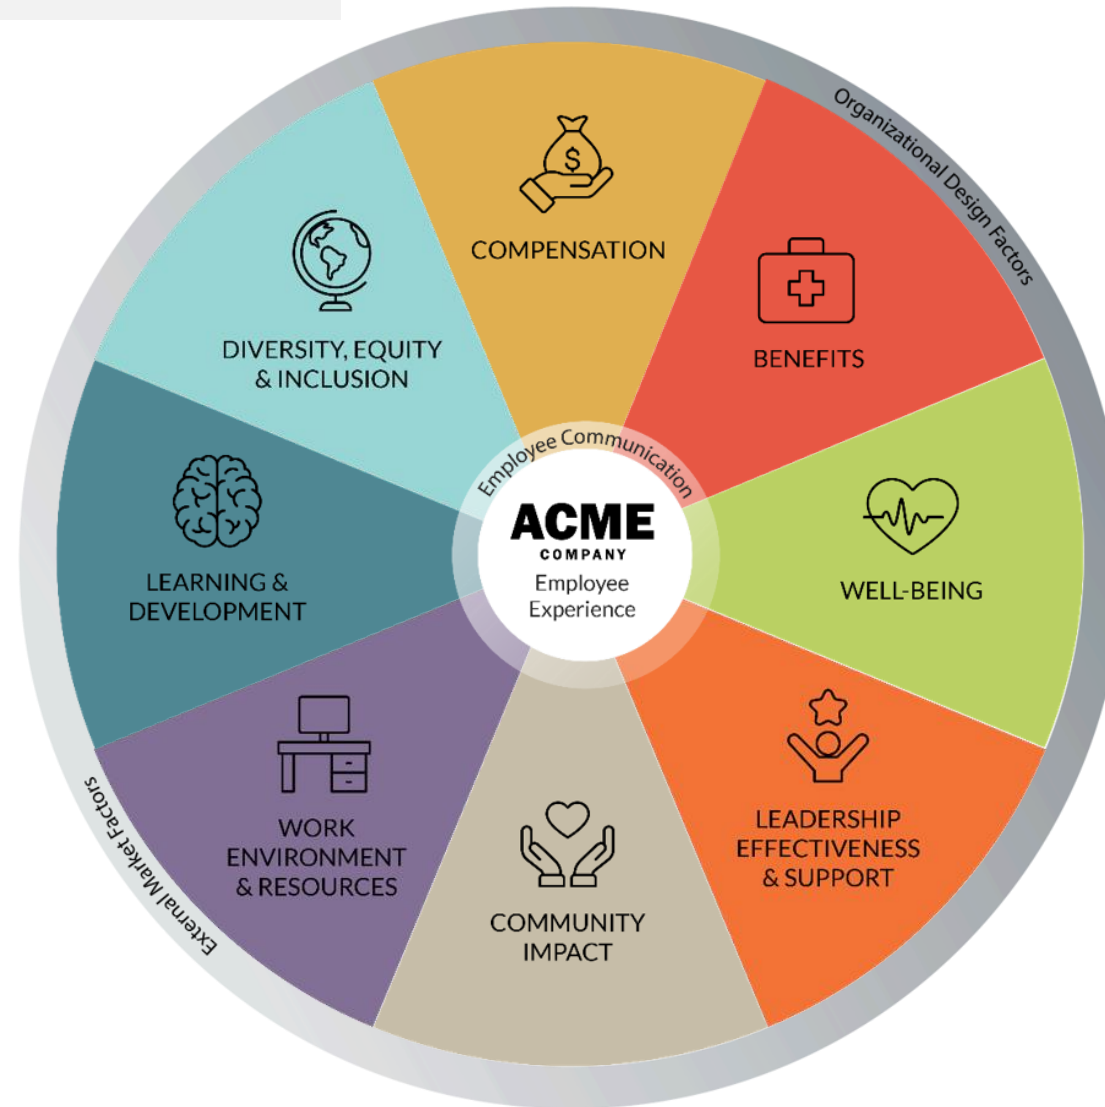 Organizational Design Factors
COMPENSATION
$
BENEFITS
DIVERSITY, EQUITY
& INCLUSION
Employee Communication
ACME
COMPANY
Employee
Experience
LEARNING &
DEVELOPMENT
WELL-BEING
WORK
ENVIRONMENT
& RESOURCES
LEADERSHIP
EFFECTIVENESS
& SUPPORT
COMMUNITY
IMPACT
External Market Factors